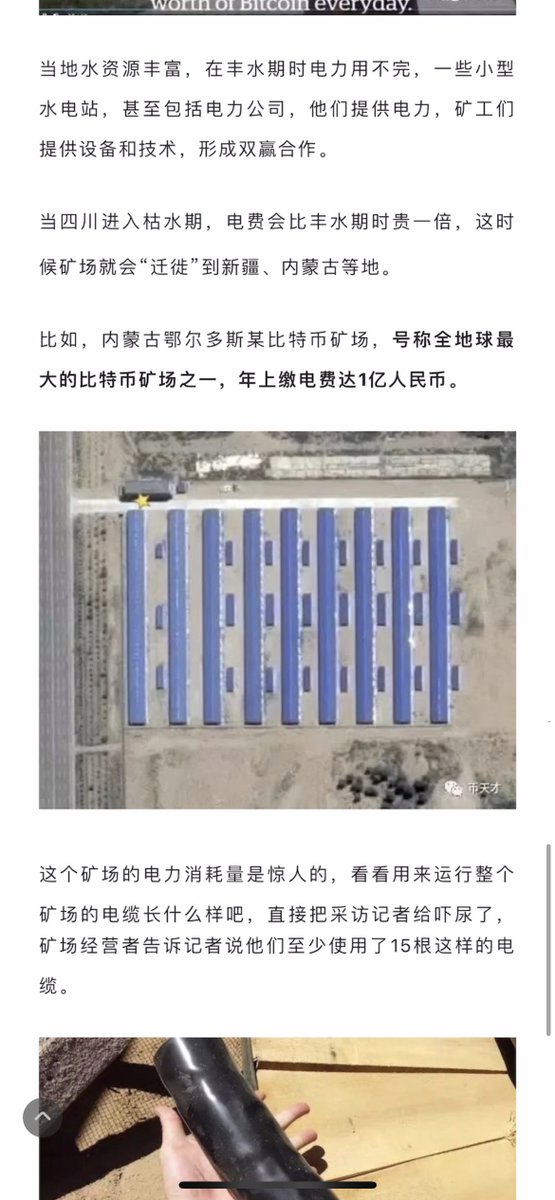 worth of Bitcoin everyday.
当地水资源丰富，在丰水期时电力用不完，一些小型
水电站，甚至包括电力公司，他们提供电力，矿工们
提供设备和技术，形成双赢合作。
当四川进入枯水期，电费会比丰水期时贵一倍，这时
候矿场就会“迁徙”到新疆、内蒙古等地。
比如，内蒙古鄂尔多斯某比特币矿场，号称全地球最
大的比特币矿场之一，年上缴电费达1亿人民币。
币天才
这个矿场的电力消耗量是惊人的，看看用来运行整个
矿场的电缆长什么样吧，直接把采访记者给吓尿了，
矿场经营者告诉记者说他们至少使用了15根这样的电
缆。